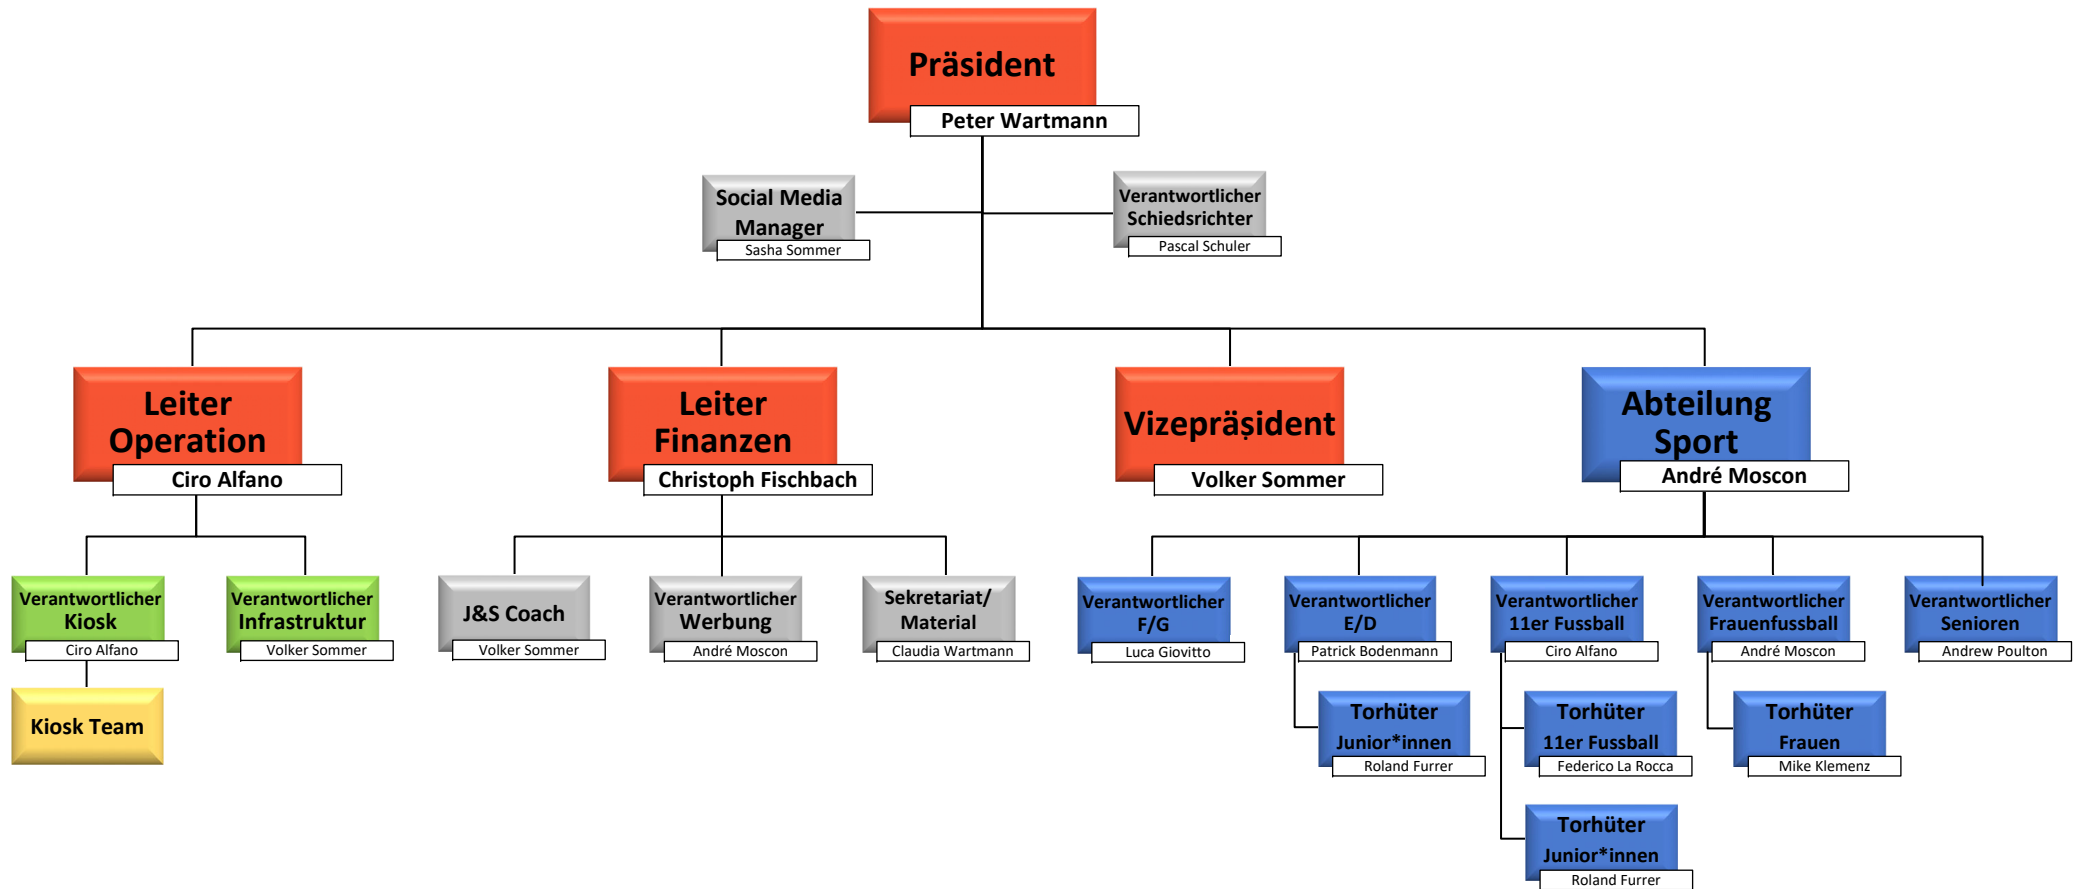 Präsident
Peter Wartmann
Social Media
Manager
Sasha Sommer
Verantwortlicher
Schiedsrichter
Pascal Schuler
Leiter
Operation
Ciro Alfano
Leiter
Finanzen
Christoph Fischbach
Vizepräsident
Volker Sommer
Abteilung
Sport
André Moscon
Verantwortlicher
Kiosk
Ciro Alfano
Verantwortlicher
Infrastruktur
Volker Sommer
J&S Coach
Volker Sommer
Verantwortlicher
Werbung
André Moscon
Sekretariat/
Material
Claudia Wartmann
Verantwortlicher
F/G
Luca Giovitto
Verantwortlicher
E/D
Patrick Bodenmann
Verantwortlicher
11er Fussball
Ciro Alfano
Verantwortlicher
Frauenfussball
André Moscon
Verantwortlicher
Senioren
Andrew Poulton
Kiosk Team
Torhüter
Junior*innen
Roland Furrer
Torhüter
11er Fussball
Federico La Rocca
Torhüter
Frauen
Mike Klemenz
Torhüter
Junior*innen
Roland Furrer